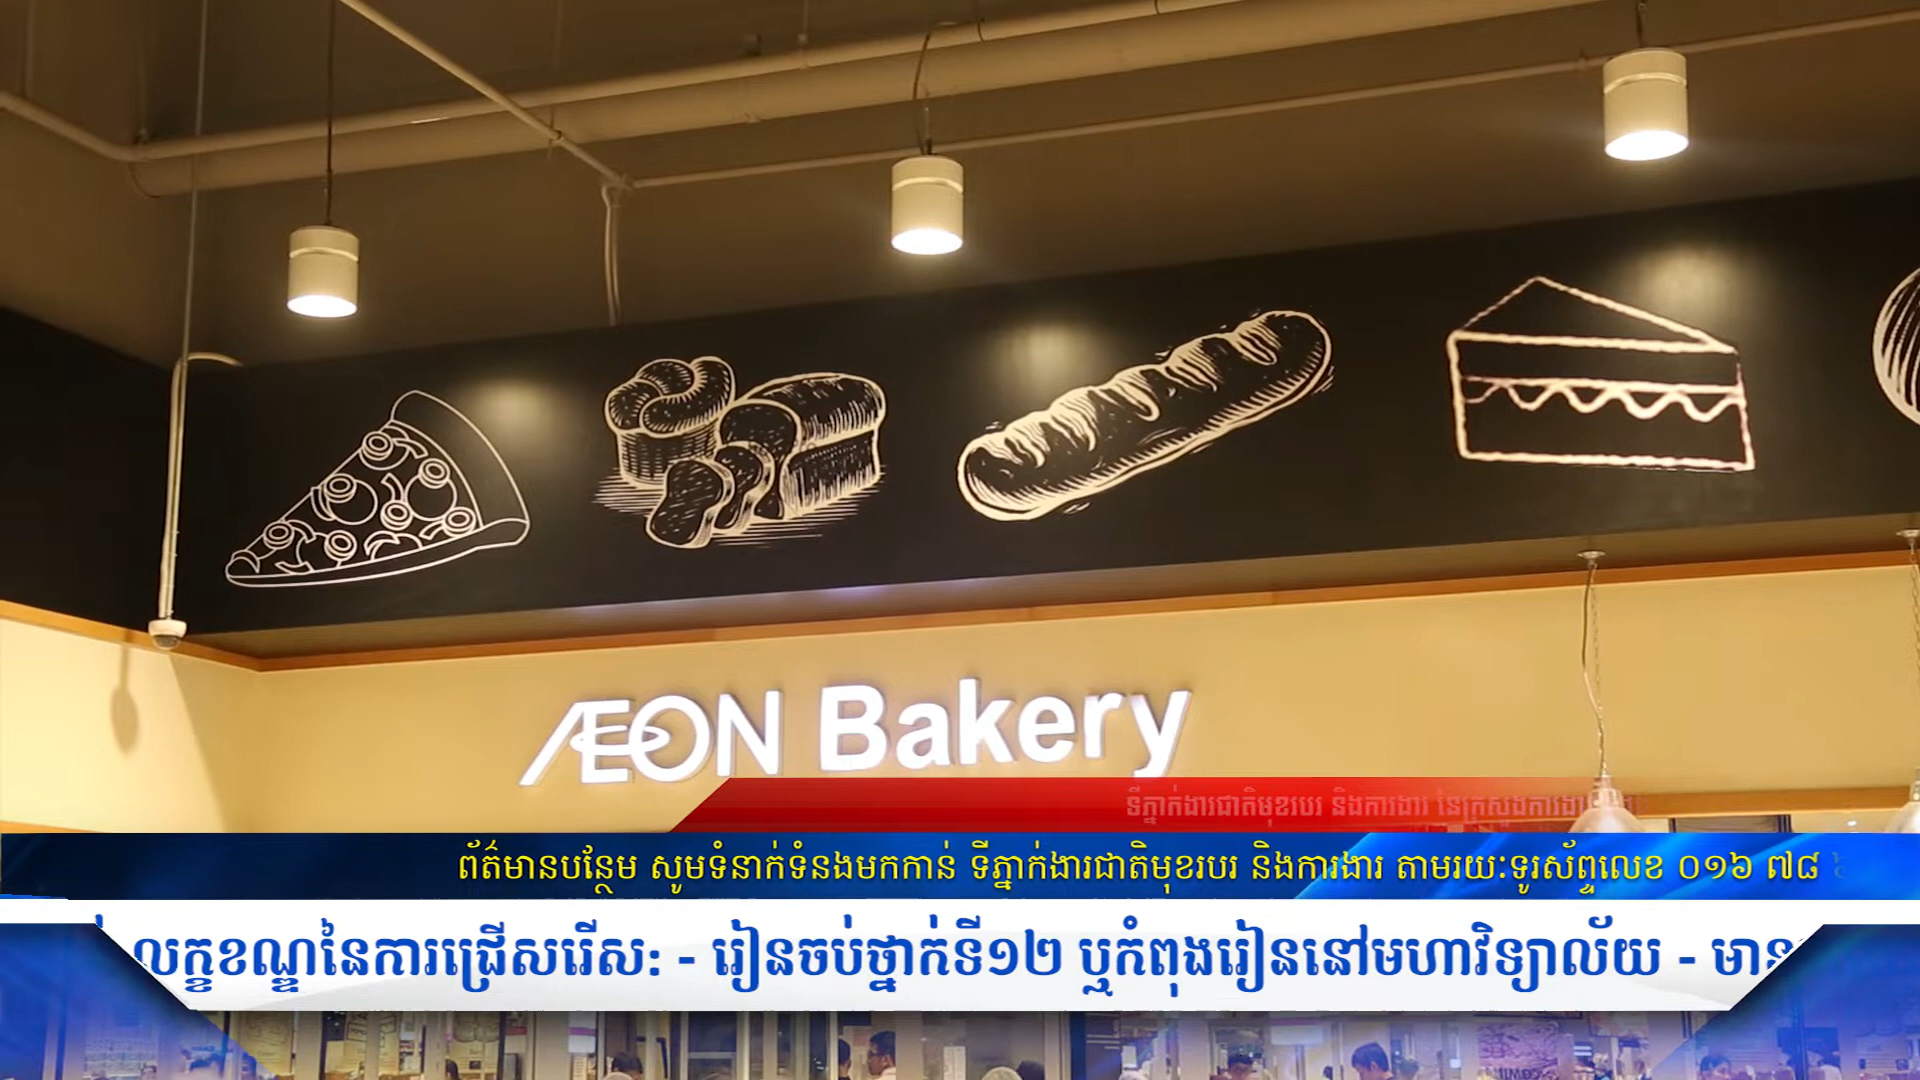 ÆON Bakery
ទីភ្នាក់ងារជាតិមុខរបរ និងការងារ នៃក្រសួងការងារ
ព័ត៌មានបន្ថែម សូមទំនាក់ទំនងមកកាន់ ទីភ្នាក់ងារជាតិមុខរបរ និងការងារ តាមរយៈទូរស័ព្ទលេខ ០១៦ ៧៨
លក្ខខណ្ឌនៃការជ្រើសរើស: - រៀនចប់ថ្នាក់ទី១២ ឬកំពុងរៀននៅមហាវិទ្យាល័យ - មាន